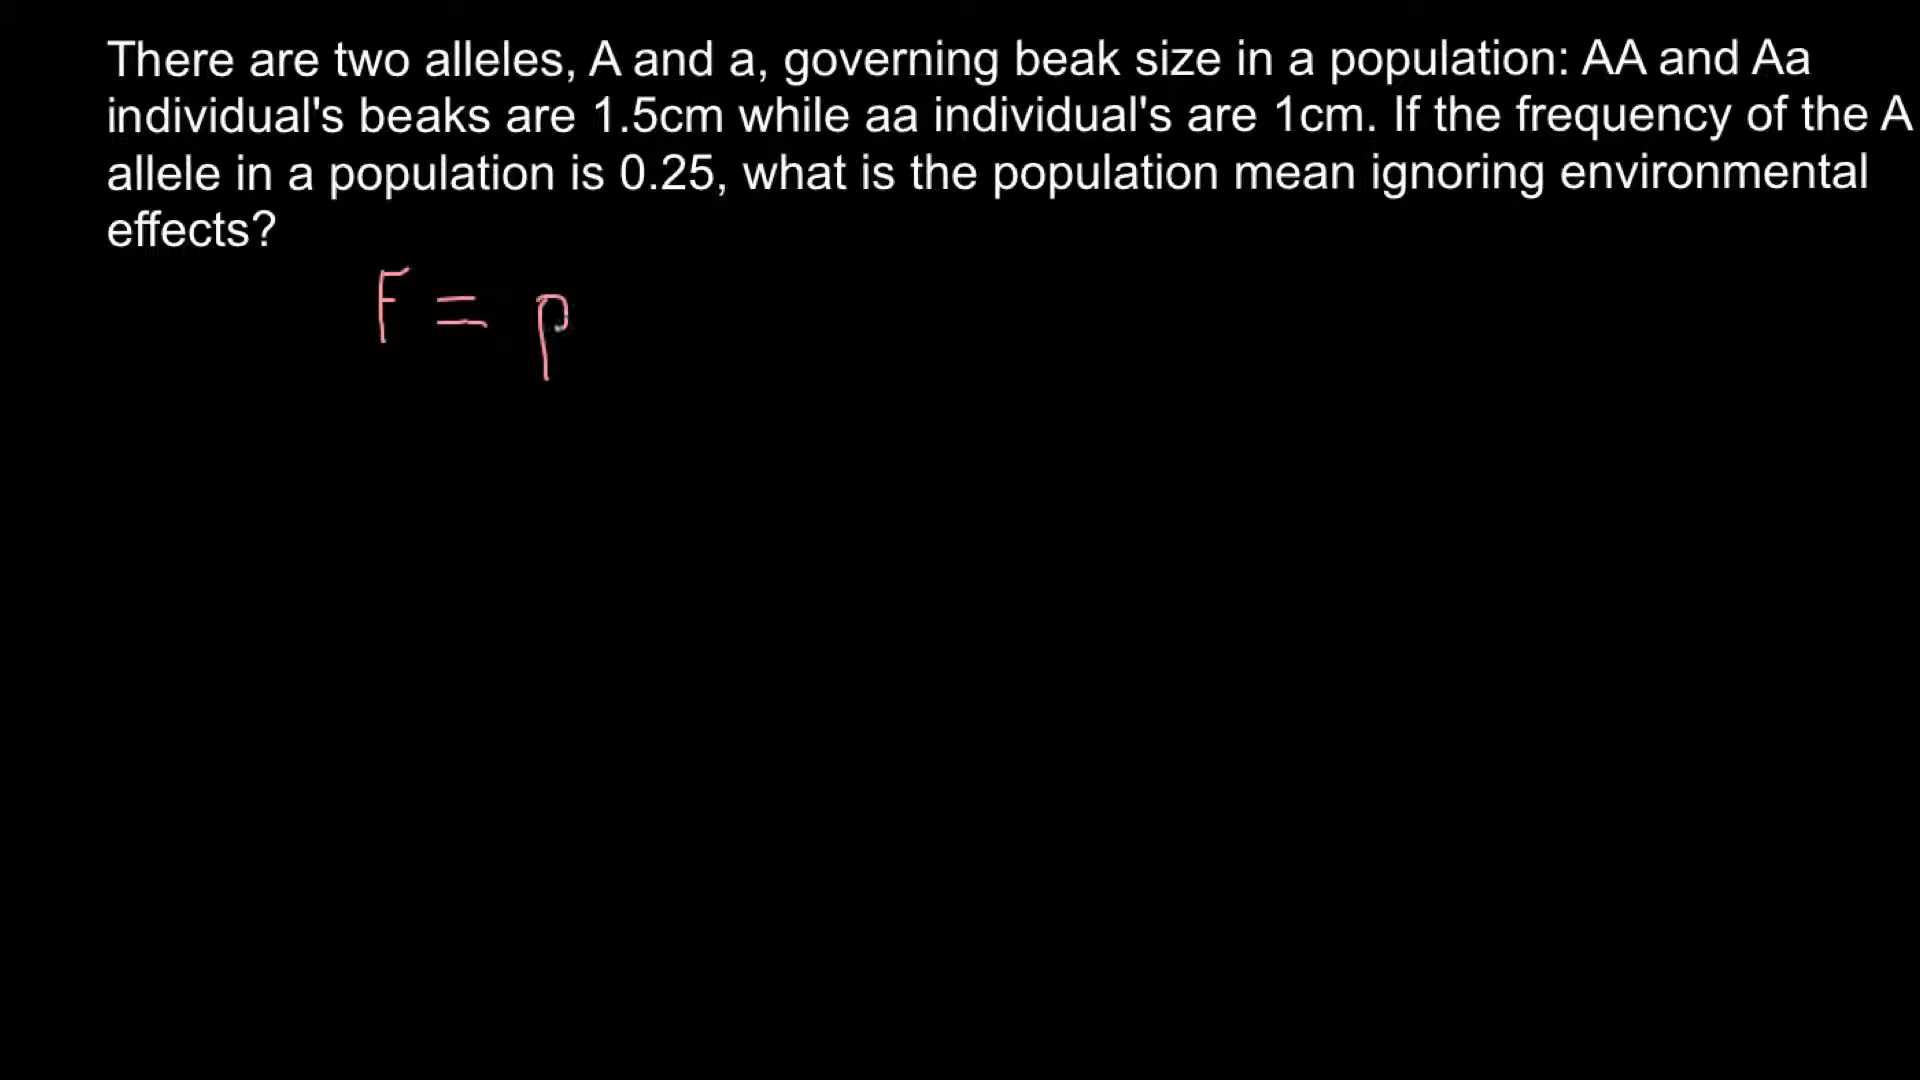 There are two alleles, A and a, governing beak size in a population: AA and Aa
individual's beaks are 1.5cm while aa individual's are 1cm. If the frequency of the A
allele in a population is 0.25, what is the population mean ignoring environmental
effects?
F = p